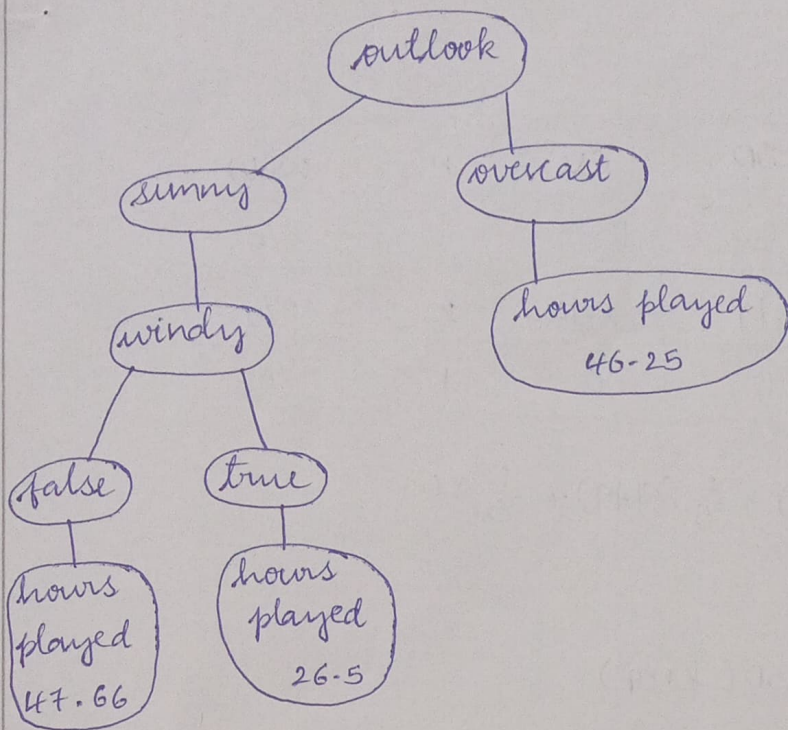 outlook
sunny
overcast
windy
hours played
46-25
false
true
hours
played
47.66
hours
played
26-5